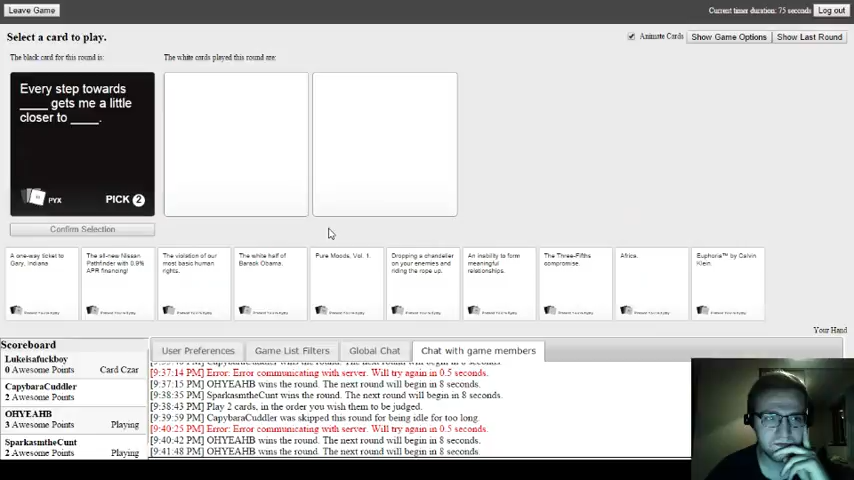 Leave Game
Current timer duration: 75 seconds
Log out
Select a card to play.
Animate Cards
Show Game Options
Show Last Round
The black card for this round is:
The white cards played this round are:
Every step towards
____ gets me a little
closer to ____.
PYX
PICK 2
Confirm Selection
A one-way ticket to
Gary, Indiana
The all-new Nissan
Pathfinder with 0.9%
APR financing!
The violation of our
most basic human
rights.
The white half of
Barack Obama.
Pure Moods, Vol. 1.
Dropping a chandelier
on your enemies and
riding the rope up.
An inability to form
meaningful
relationships.
The Three-Fifths
compromise.
Africa.
Euphoria™ by Calvin
Klein.
Your Hand
Scoreboard
User Preferences
Game List Filters
Global Chat
Chat with game members
Lukeisafuckboy
0 Awesome Points
Card Czar
CapybaraCuddler
2 Awesome Points
OHYEAHB
3 Awesome Points
Playing
SparkasmtheCunt
2 Awesome Points
Playing
[9:37:14 PM] Error: Error communicating with server. Will try again in 0.5 seconds.
[9:37:15 PM] OHYEAHB wins the round. The next round will begin in 8 seconds.
[9:38:35 PM] SparkasmtheCunt wins the round. The next round will begin in 8 seconds.
[9:38:43 PM] Play 2 cards, in the order you wish them to be judged.
[9:39:59 PM] CapybaraCuddler was skipped this round for being idle for too long.
[9:40:25 PM] Error: Error communicating with server. Will try again in 0.5 seconds.
[9:40:42 PM] OHYEAHB wins the round. The next round will begin in 8 seconds.
[9:41:48 PM] OHYEAHB wins the round. The next round will begin in 8 seconds.